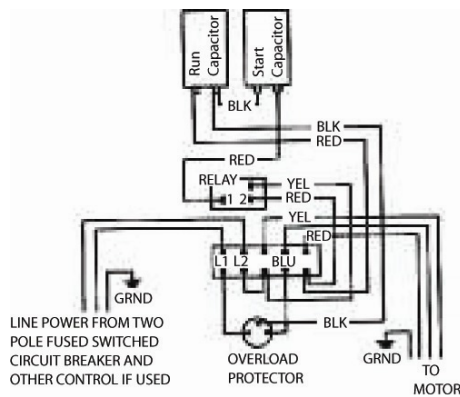 Run
Capacitor
Start
Capacitor
BLK
BLK
RED
RED
RELAY
YEL
1 2
RED
YEL
RED
L1 L2
BLU
GRND
BLK
LINE POWER FROM TWO
POLE FUSED SWITCHED
CIRCUIT BREAKER AND
OTHER CONTROL IF USED
OVERLOAD
PROTECTOR
GRND
TO
MOTOR